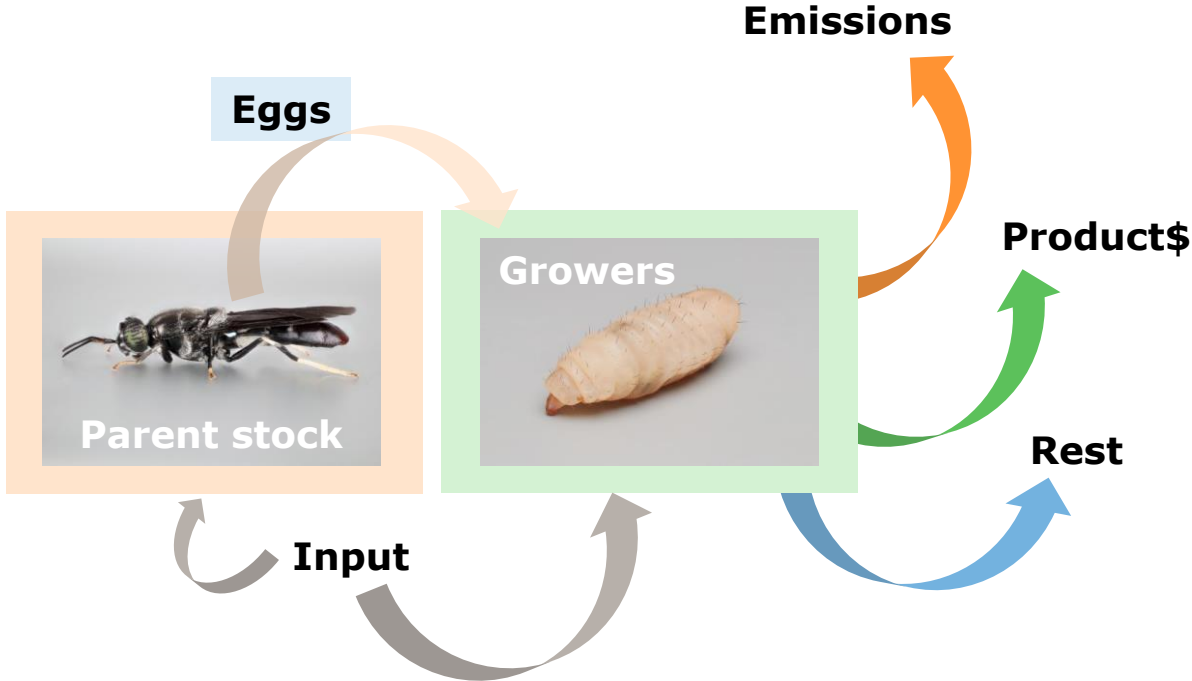 Emissions
Eggs
Product$
Growers
Parent stock
Rest
Input